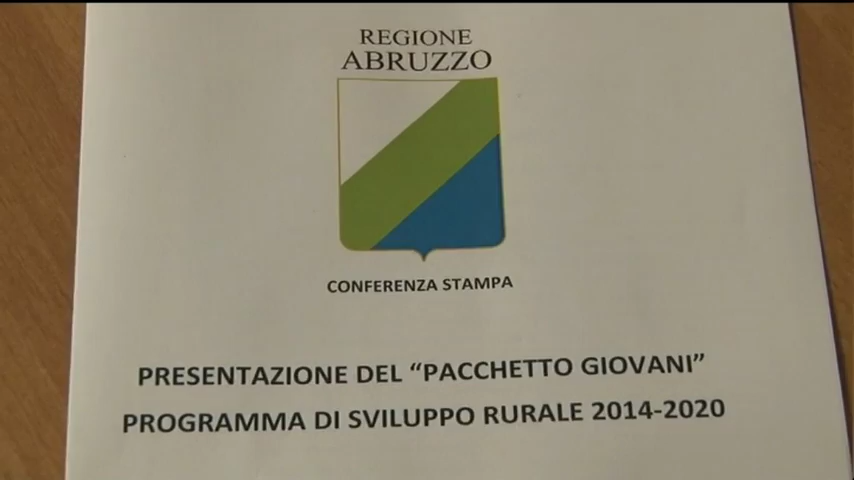 REGIONE
ABRUZZO
CONFERENZA STAMPA
PRESENTAZIONE DEL “PACCHETTO GIOVANI”
PROGRAMMA DI SVILUPPO RURALE 2014-2020